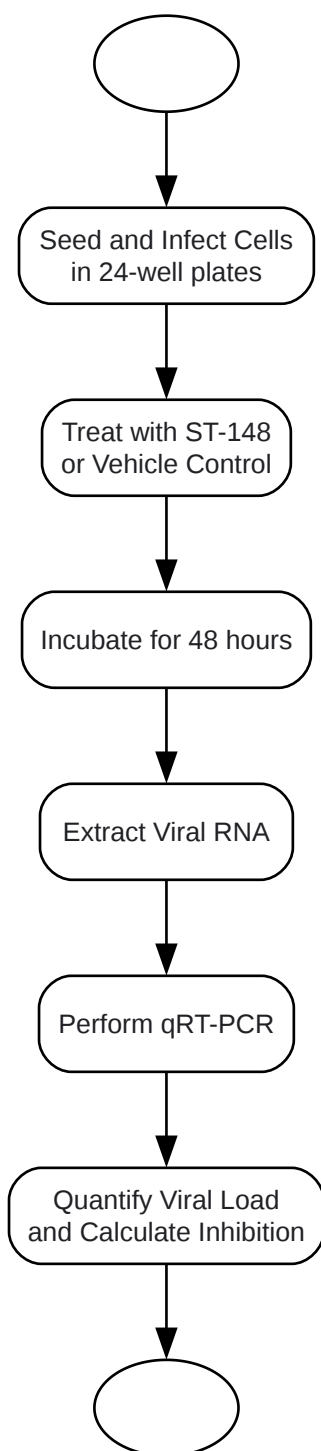 Seed and Infect Cells
in 24-well plates
Treat with ST-148
or Vehicle Control
Incubate for 48 hours
Extract Viral RNA
Perform qRT-PCR
Quantify Viral Load
and Calculate Inhibition